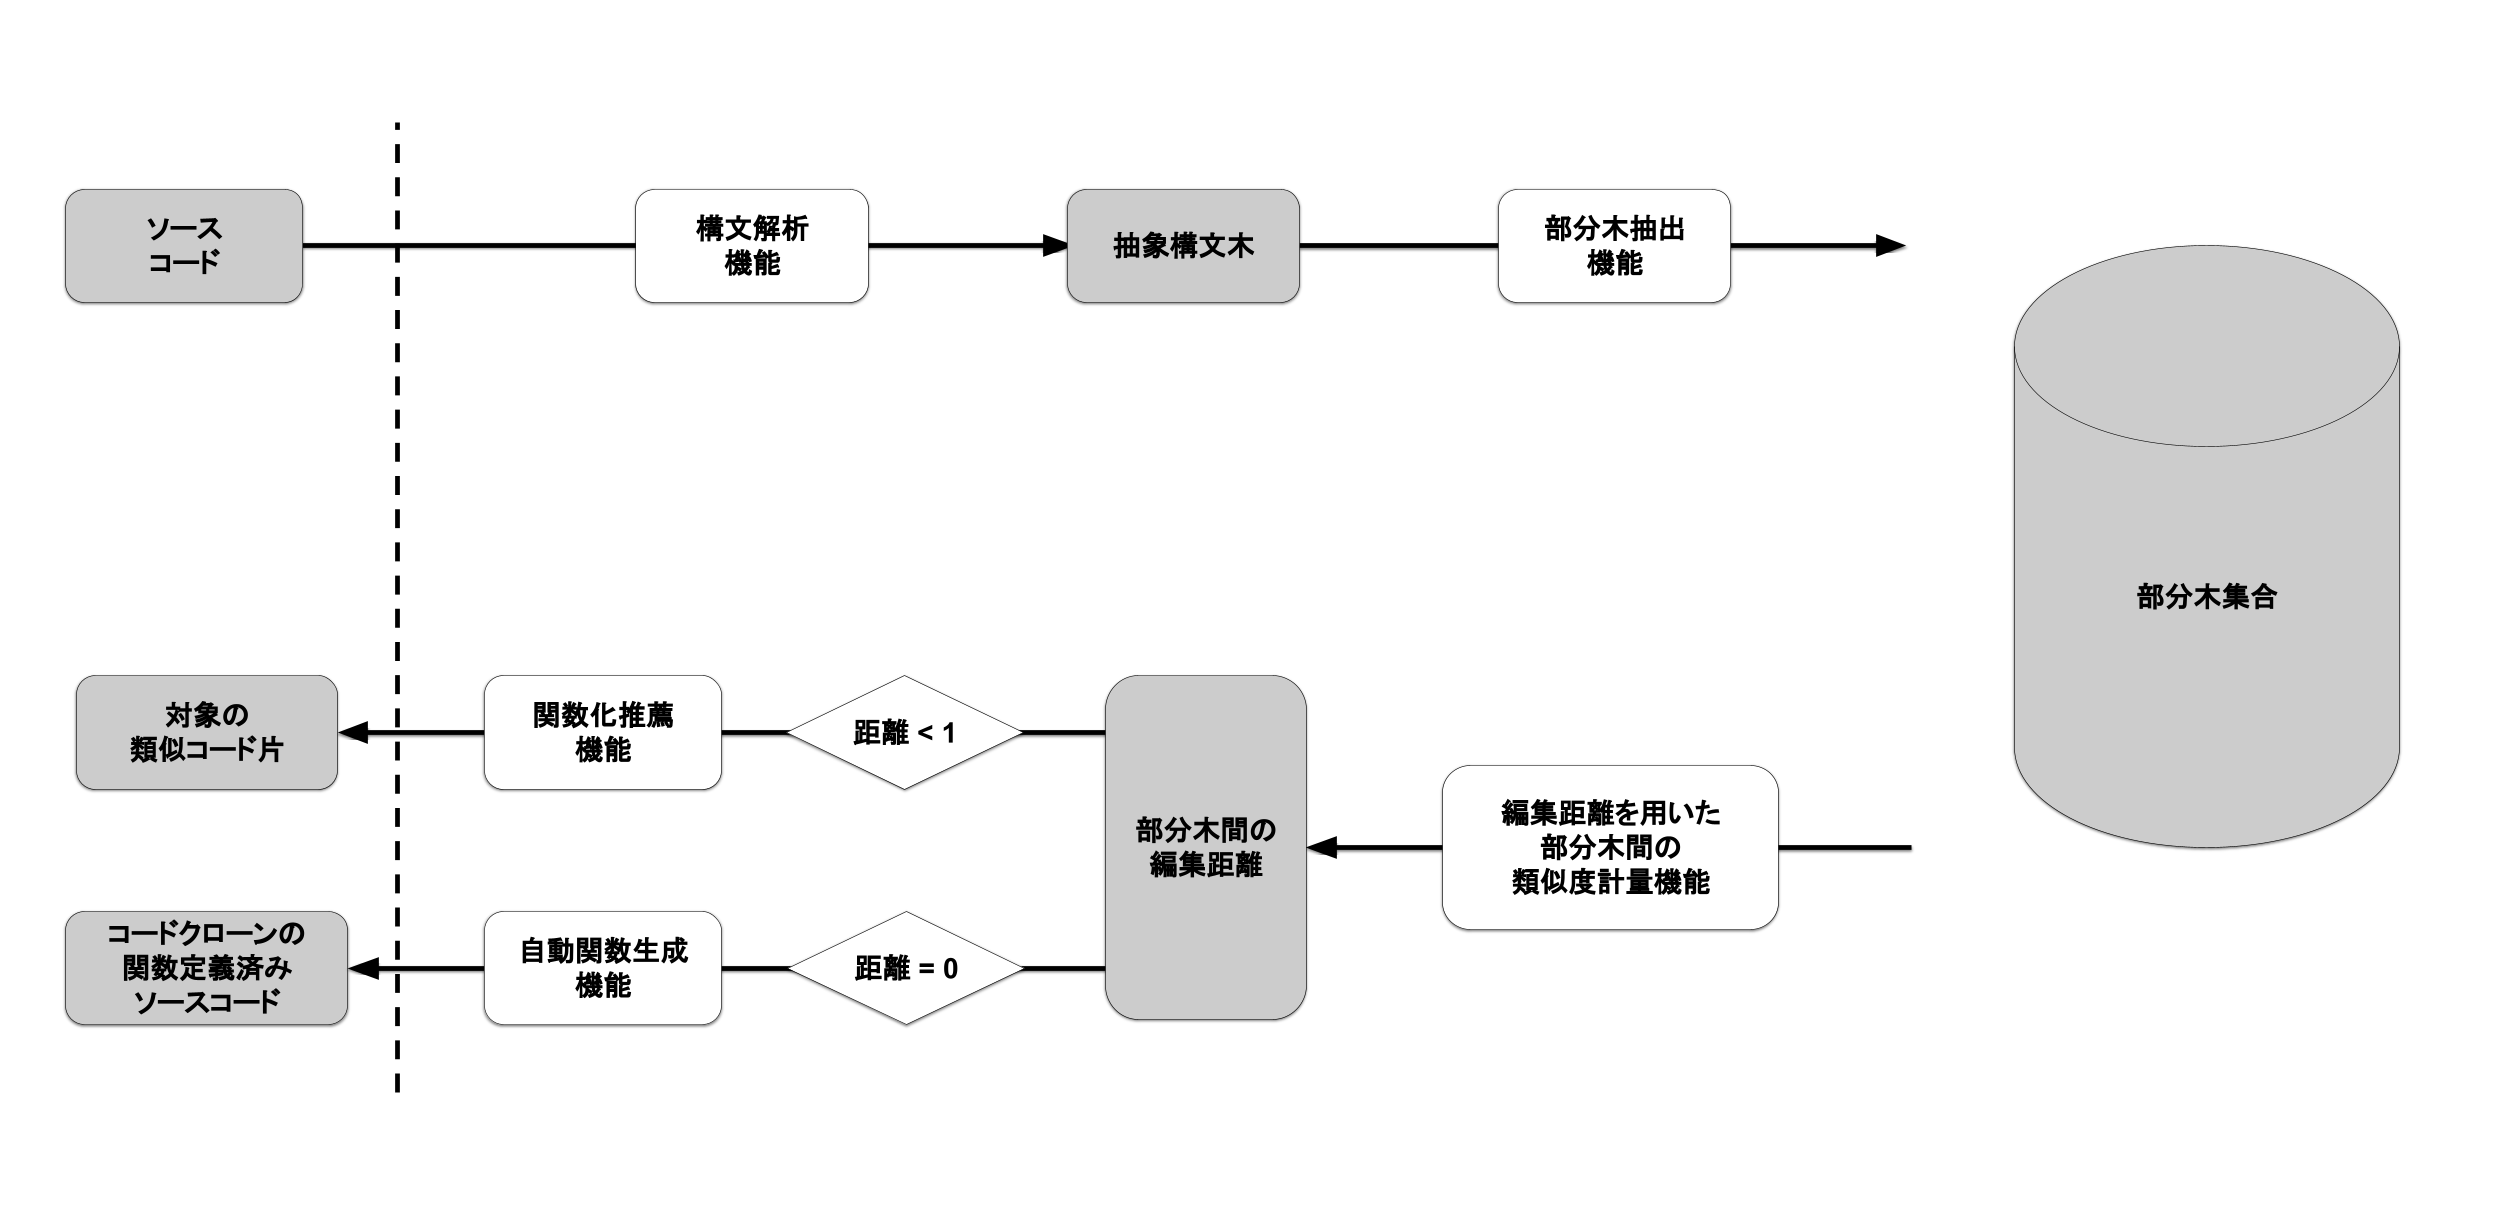 ソース
コード
構文解析
機能
抽象構文木
部分木抽出
機能
部分木集合
対象の
類似コード片
関数化推薦
機能
距離 < 1
部分木間の
編集距離
編集距離を用いた
部分木間の
類似度計量機能
コードクローンの
関数定義済み
ソースコード
自動関数生成
機能
距離 = 0